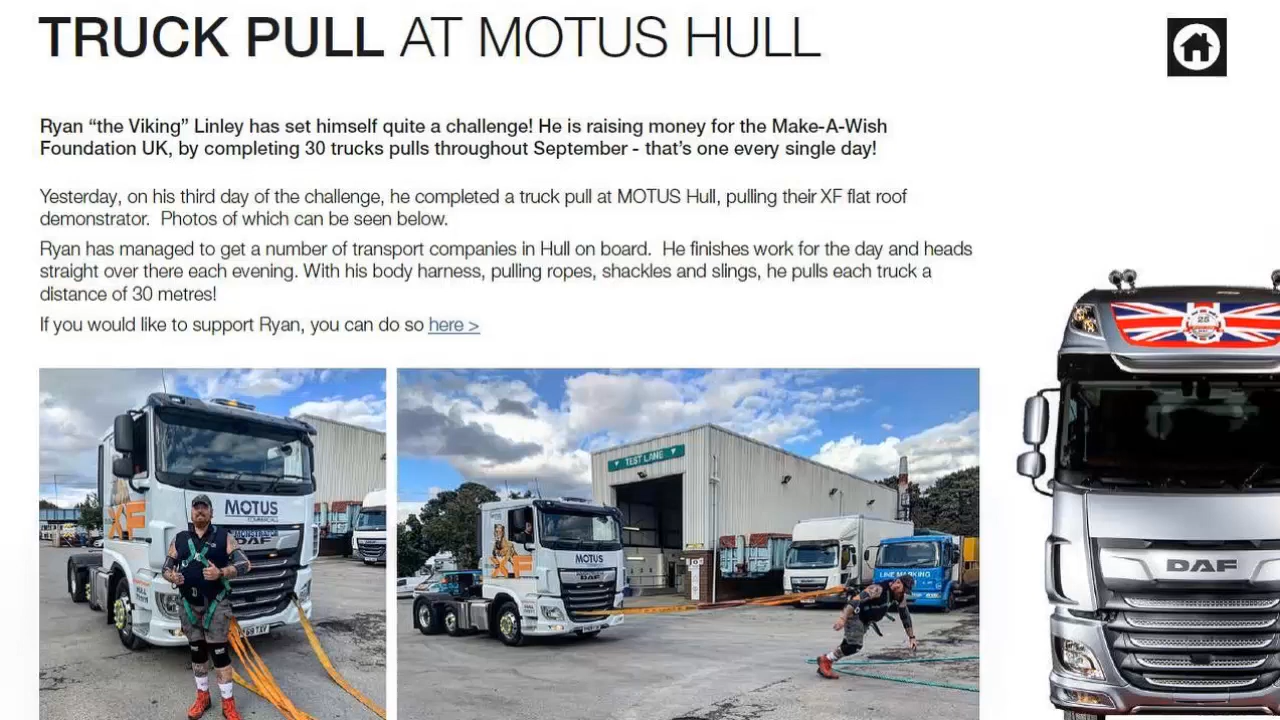 TRUCK PULL AT MOTUS HULL
Ryan “the Viking” Linley has set himself quite a challenge! He is raising money for the Make-A-Wish
Foundation UK, by completing 30 trucks pulls throughout September - that’s one every single day!
Yesterday, on his third day of the challenge, he completed a truck pull at MOTUS Hull, pulling their XF flat roof
demonstrator.  Photos of which can be seen below.
Ryan has managed to get a number of transport companies in Hull on board.  He finishes work for the day and heads
straight over there each evening. With his body harness, pulling ropes, shackles and slings, he pulls each truck a
distance of 30 metres!
If you would like to support Ryan, you can do so here >
25
DAF
XF
MOTUS
COMMERCIALS
DAF
TEST LANE
XF
MOTUS
DAF
LINE MARKING